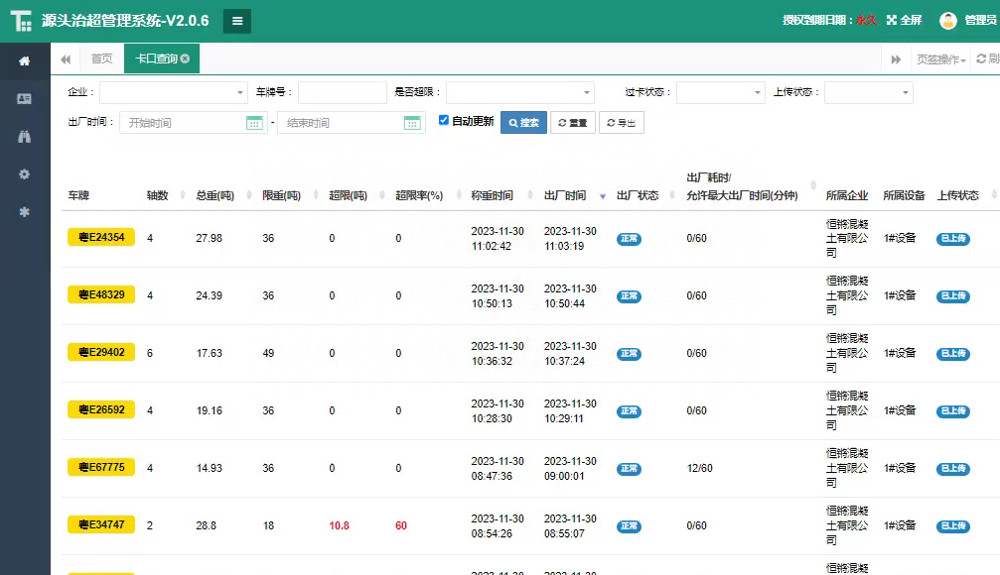 源头治超管理系统-V2.0.6
授权到期日期：永久
全屏
管理员
首页
卡口查询
页签操作
刷
企业：
车牌号：
是否超限：
过卡状态：
上传状态：
出厂时间：
开始时间
-
结束时间
自动更新
搜索
重置
导出
车牌 轴数 总重(吨) 限重(吨) 超限(吨) 超限率(%) 称重时间 出厂时间 出厂状态 出厂耗时/ 所属企业 所属设备 上传状态
允许最大出厂时间(分钟)
粤E24354 4 27.98 36 0 0 2023-11-30 2023-11-30 正常 0/60 恒锵混凝 1#设备 已上传
11:02:42 11:03:19 土有限公
司
粤E48329 4 24.39 36 0 0 2023-11-30 2023-11-30 正常 0/60 恒锵混凝 1#设备 已上传
10:50:13 10:50:44 土有限公
司
粤E29402 6 17.63 49 0 0 2023-11-30 2023-11-30 正常 0/60 恒锵混凝 1#设备 已上传
10:36:32 10:37:24 土有限公
司
粤E26592 4 19.16 36 0 0 2023-11-30 2023-11-30 正常 0/60 恒锵混凝 1#设备 已上传
10:28:30 10:29:11 土有限公
司
粤E67775 4 14.93 36 0 0 2023-11-30 2023-11-30 正常 12/60 恒锵混凝 1#设备 已上传
08:47:36 09:00:01 土有限公
司
粤E34747 2 28.8 18 10.8 60 2023-11-30 2023-11-30 正常 0/60 恒锵混凝 1#设备 已上传
08:54:26 08:55:07 土有限公
司
恒锵混凝